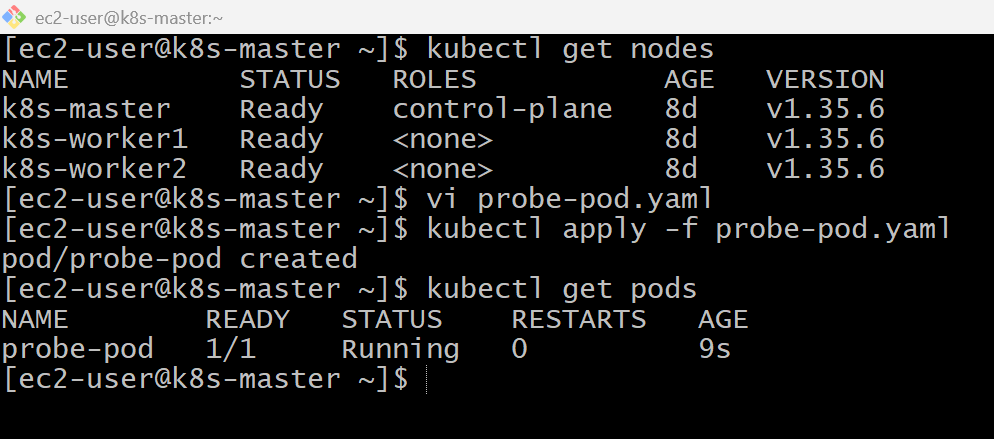 ec2-user@k8s-master:~
[ec2-user@k8s-master ~]$ kubectl get nodes
NAME          STATUS   ROLES           AGE   VERSION
k8s-master    Ready    control-plane   8d    v1.35.6
k8s-worker1   Ready    <none>          8d    v1.35.6
k8s-worker2   Ready    <none>          8d    v1.35.6
[ec2-user@k8s-master ~]$ vi probe-pod.yaml
[ec2-user@k8s-master ~]$ kubectl apply -f probe-pod.yaml
pod/probe-pod created
[ec2-user@k8s-master ~]$ kubectl get pods
NAME        READY   STATUS    RESTARTS   AGE
probe-pod   1/1     Running   0          9s
[ec2-user@k8s-master ~]$